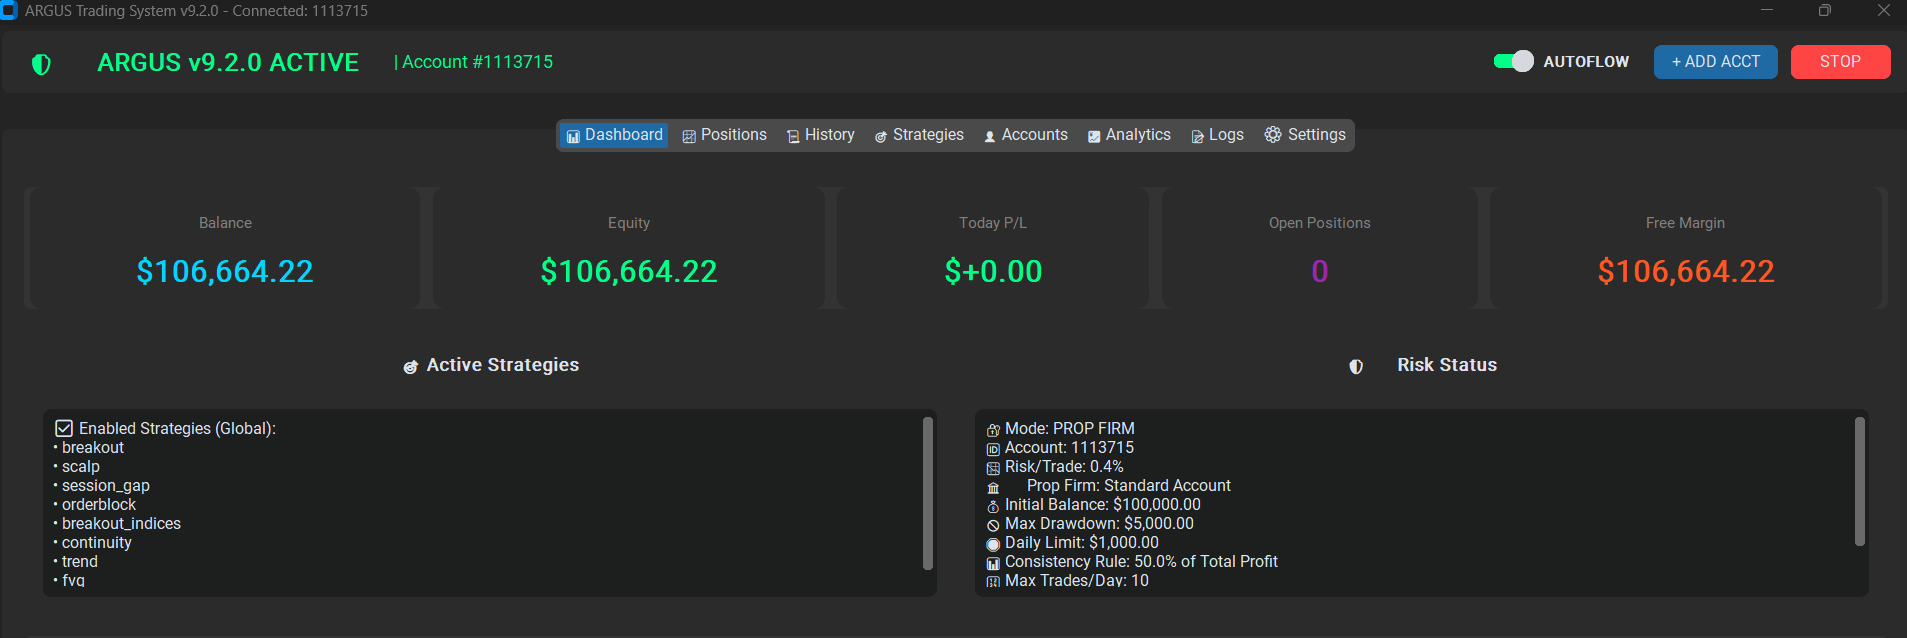 ARGUS Trading System v9.2.0 - Connected: 1113715
ARGUS v9.2.0 ACTIVE | Account #1113715 AUTOFLOW + ADD ACCT STOP
Dashboard Positions History Strategies Accounts Analytics Logs Settings
Balance
$106,664.22
Equity
$106,664.22
Today P/L
$+0.00
Open Positions
0
Free Margin
$106,664.22
Active Strategies
Enabled Strategies (Global):
• breakout
• scalp
• session_gap
• orderblock
• breakout_indices
• continuity
• trend
• fvg
Risk Status
Mode: PROP FIRM
Account: 1113715
Risk/Trade: 0.4%
Prop Firm: Standard Account
Initial Balance: $100,000.00
Max Drawdown: $5,000.00
Daily Limit: $1,000.00
Consistency Rule: 50.0% of Total Profit
Max Trades/Day: 10